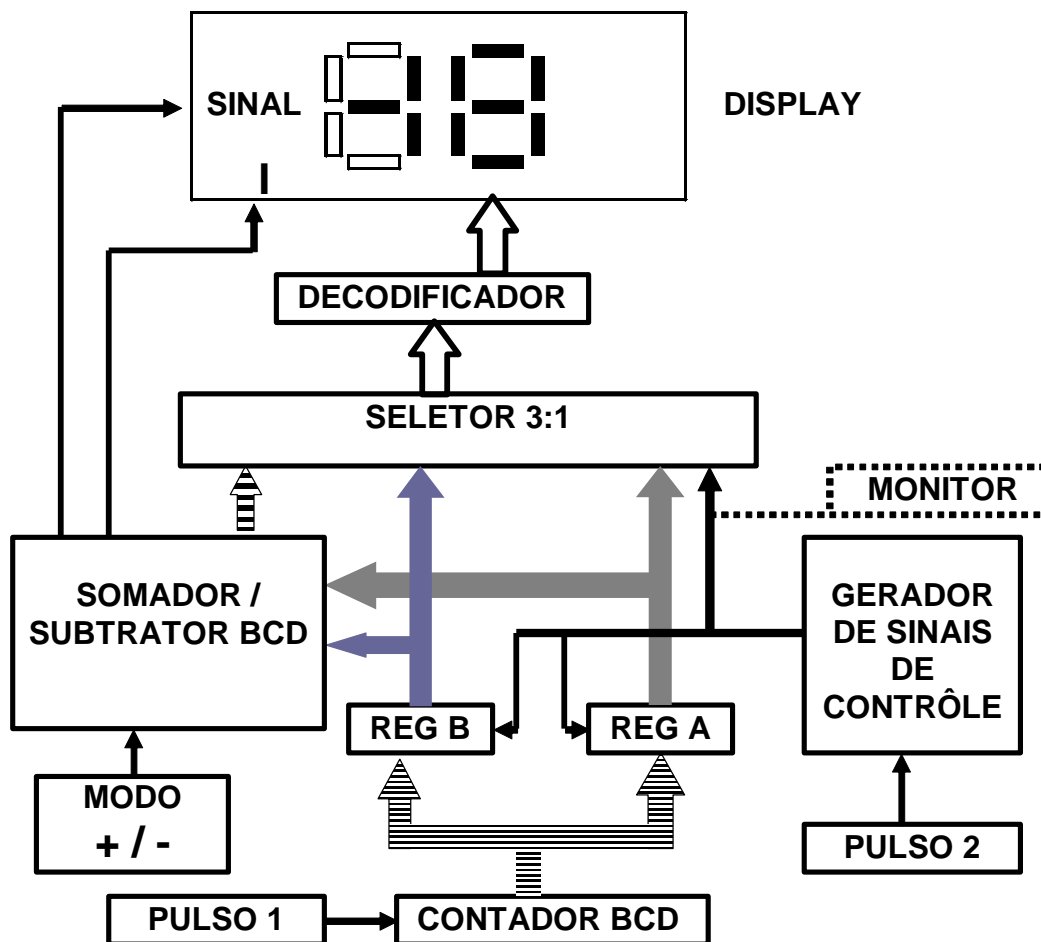 SINAL
DISPLAY
DECODIFICADOR
SELETOR 3:1
MONITOR
SOMADOR /
SUBTRATOR BCD
GERADOR
DE SINAIS
DE
CONTRÔLE
REG B
REG A
MODO
+ / -
PULSO 2
PULSO 1
CONTADOR BCD